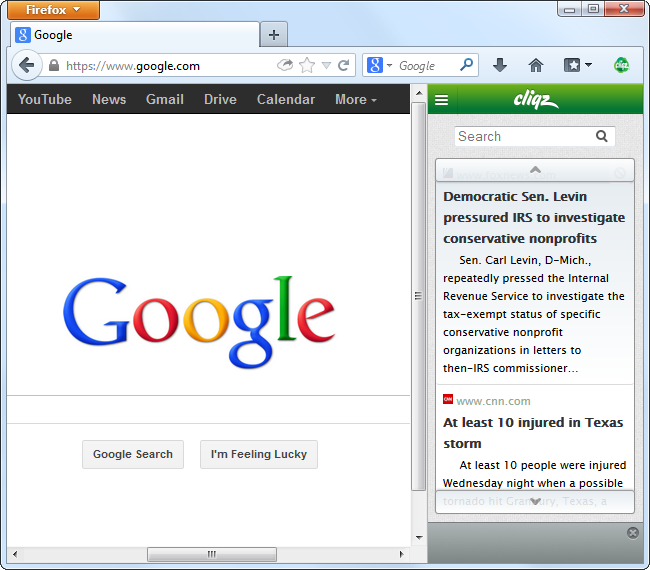 Firefox
Google
https://www.google.com
Google
YouTube News Gmail Drive Calendar More
cliqz
Search
Democratic Sen. Levin
pressured IRS to investigate
conservative nonprofits
Sen. Carl Levin, D-Mich.,
repeatedly pressed the Internal
Revenue Service to investigate the
tax-exempt status of specific
conservative nonprofit
organizations in letters to
then-IRS commissioner...
Google
www.cnn.com
At least 10 injured in Texas
storm
At least 10 people were injured
Wednesday night when a possible
tornado hit Granbury, Texas, a
Google Search I'm Feeling Lucky